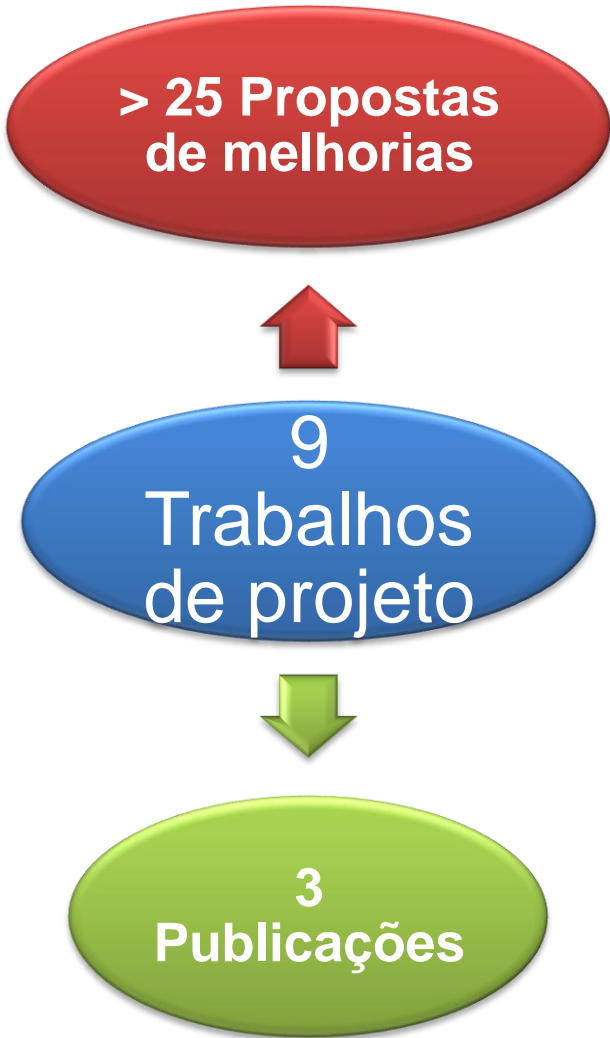 > 25 Propostas
de melhorias
9
Trabalhos
de projeto
3
Publicações